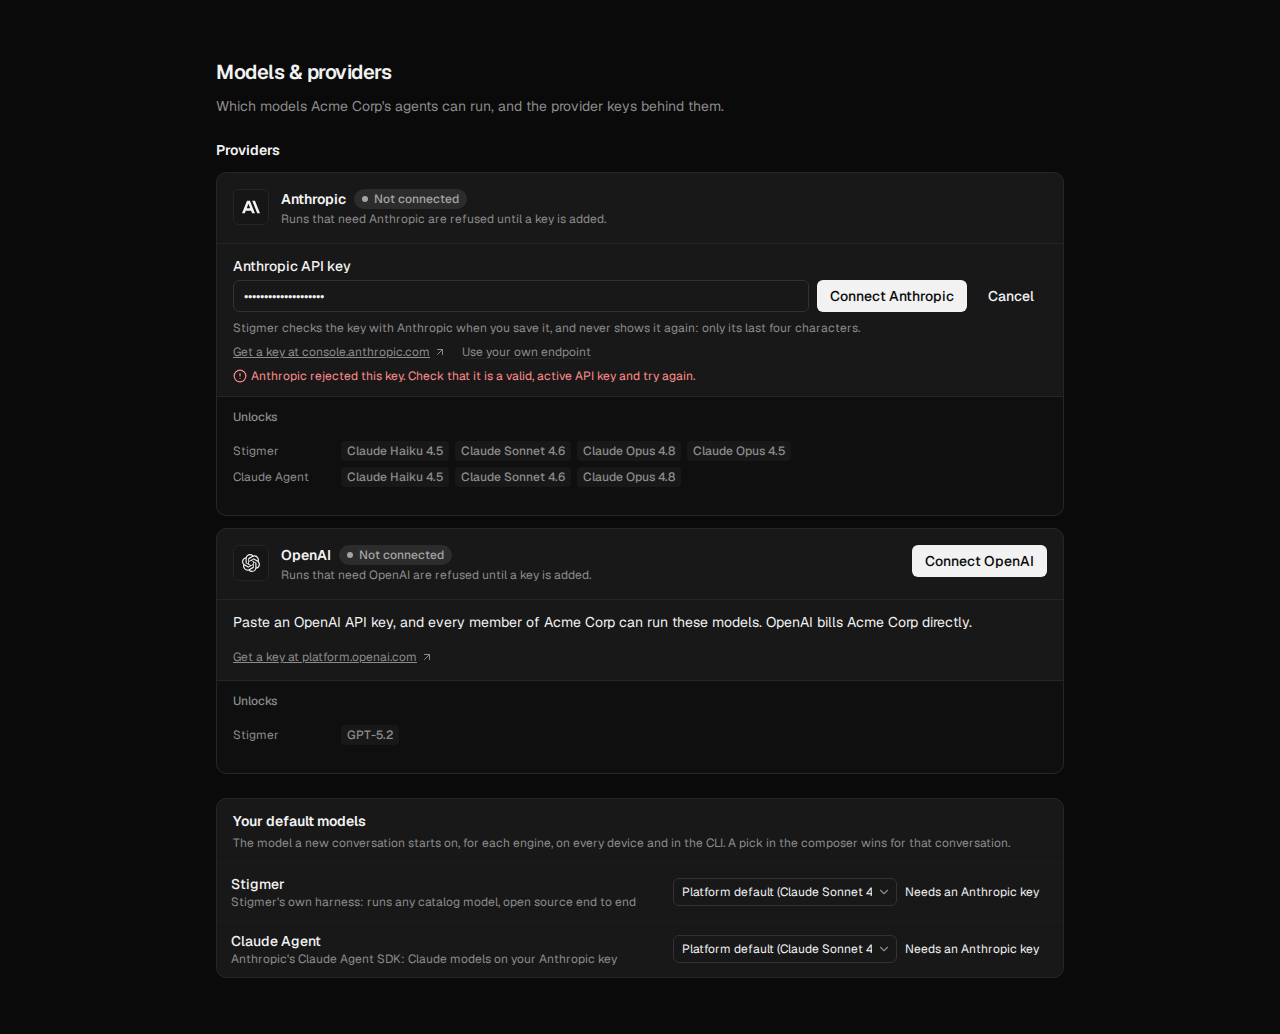 Models & providers
Which models Acme Corp's agents can run, and the provider keys behind them.
Providers
Anthropic Not connected
Runs that need Anthropic are refused until a key is added.
Anthropic API key
•••••••••••••••••••• Connect Anthropic Cancel
Stigmer checks the key with Anthropic when you save it, and never shows it again: only its last four characters.
Get a key at console.anthropic.com Use your own endpoint
Anthropic rejected this key. Check that it is a valid, active API key and try again.
Unlocks
Stigmer Claude Haiku 4.5 Claude Sonnet 4.6 Claude Opus 4.8 Claude Opus 4.5
Claude Agent Claude Haiku 4.5 Claude Sonnet 4.6 Claude Opus 4.8
OpenAI Not connected
Connect OpenAI
Runs that need OpenAI are refused until a key is added.
Paste an OpenAI API key, and every member of Acme Corp can run these models. OpenAI bills Acme Corp directly.
Get a key at platform.openai.com
Unlocks
Stigmer GPT-5.2
Your default models
The model a new conversation starts on, for each engine, on every device and in the CLI. A pick in the composer wins for that conversation.
Stigmer
Stigmer's own harness: runs any catalog model, open source end to end
Platform default (Claude Sonnet 4 Needs an Anthropic key
Claude Agent
Anthropic's Claude Agent SDK: Claude models on your Anthropic key
Platform default (Claude Sonnet 4 Needs an Anthropic key